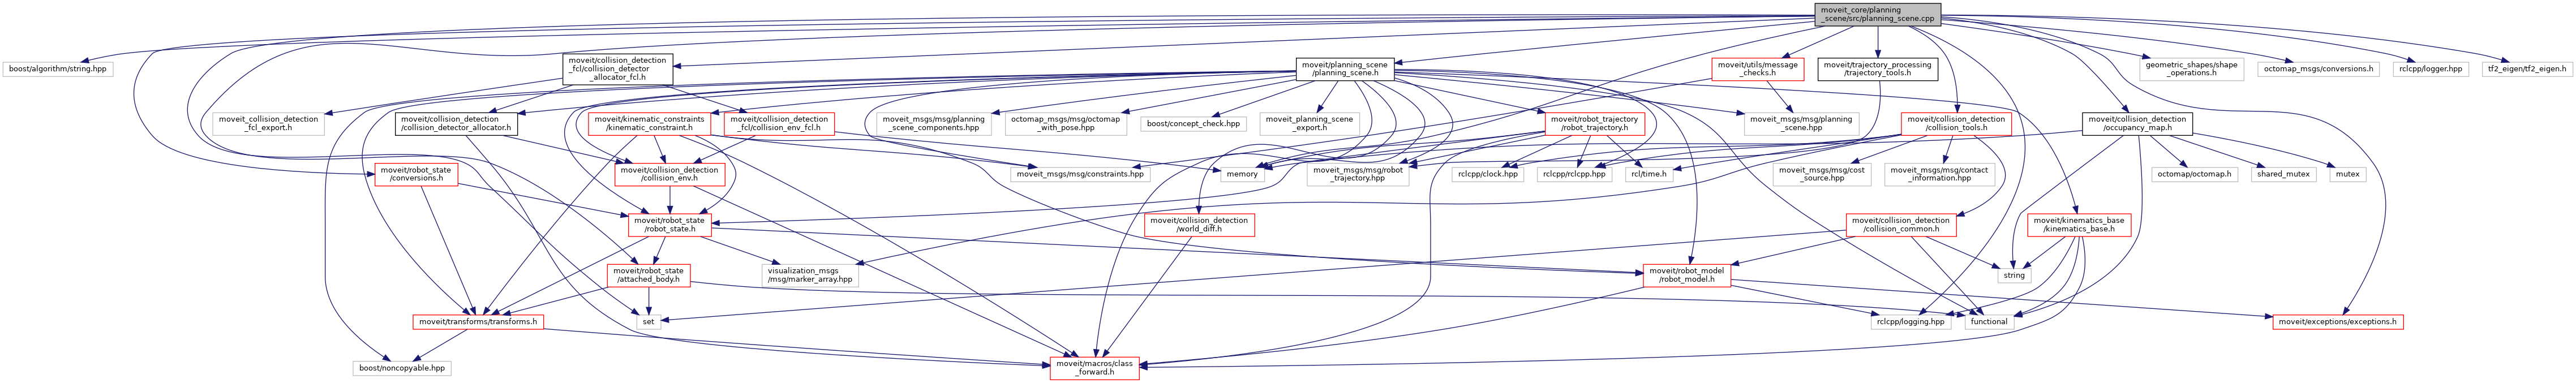 moveit_core/planning
_scene/src/planning_scene.cpp
boost/algorithm/string.hpp
moveit/collision_detection
_fcl/collision_detector
_allocator_fcl.h
moveit/planning_scene
/planning_scene.h
moveit/utils/message
_checks.h
moveit/trajectory_processing
/trajectory_tools.h
geometric_shapes/shape
_operations.h
octomap_msgs/conversions.h
rclcpp/logger.hpp
tf2_eigen/tf2_eigen.h
moveit_collision_detection
_fcl_export.h
moveit/collision_detection
/collision_detector_allocator.h
moveit/kinematic_constraints
/kinematic_constraint.h
moveit/collision_detection
_fcl/collision_env_fcl.h
moveit_msgs/msg/planning
_scene_components.hpp
octomap_msgs/msg/octomap
_with_pose.hpp
boost/concept_check.hpp
moveit_planning_scene
_export.h
moveit/robot_trajectory
/robot_trajectory.h
moveit_msgs/msg/planning
_scene.hpp
moveit/collision_detection
/collision_tools.h
moveit/collision_detection
/occupancy_map.h
moveit/robot_state
/conversions.h
moveit/collision_detection
/collision_env.h
moveit_msgs/msg/constraints.hpp
memory
moveit_msgs/msg/robot
_trajectory.hpp
rclcpp/clock.hpp
rclcpp/rclcpp.hpp
rcl/time.h
moveit_msgs/msg/cost
_source.hpp
moveit_msgs/msg/contact
_information.hpp
octomap/octomap.h
shared_mutex
mutex
moveit/robot_state
/robot_state.h
moveit/collision_detection
/world_diff.h
moveit/collision_detection
/collision_common.h
moveit/kinematics_base
/kinematics_base.h
moveit/robot_state
/attached_body.h
visualization_msgs
/msg/marker_array.hpp
moveit/robot_model
/robot_model.h
string
moveit/transforms/transforms.h
set
rclcpp/logging.hpp
functional
moveit/exceptions/exceptions.h
boost/noncopyable.hpp
moveit/macros/class
_forward.h